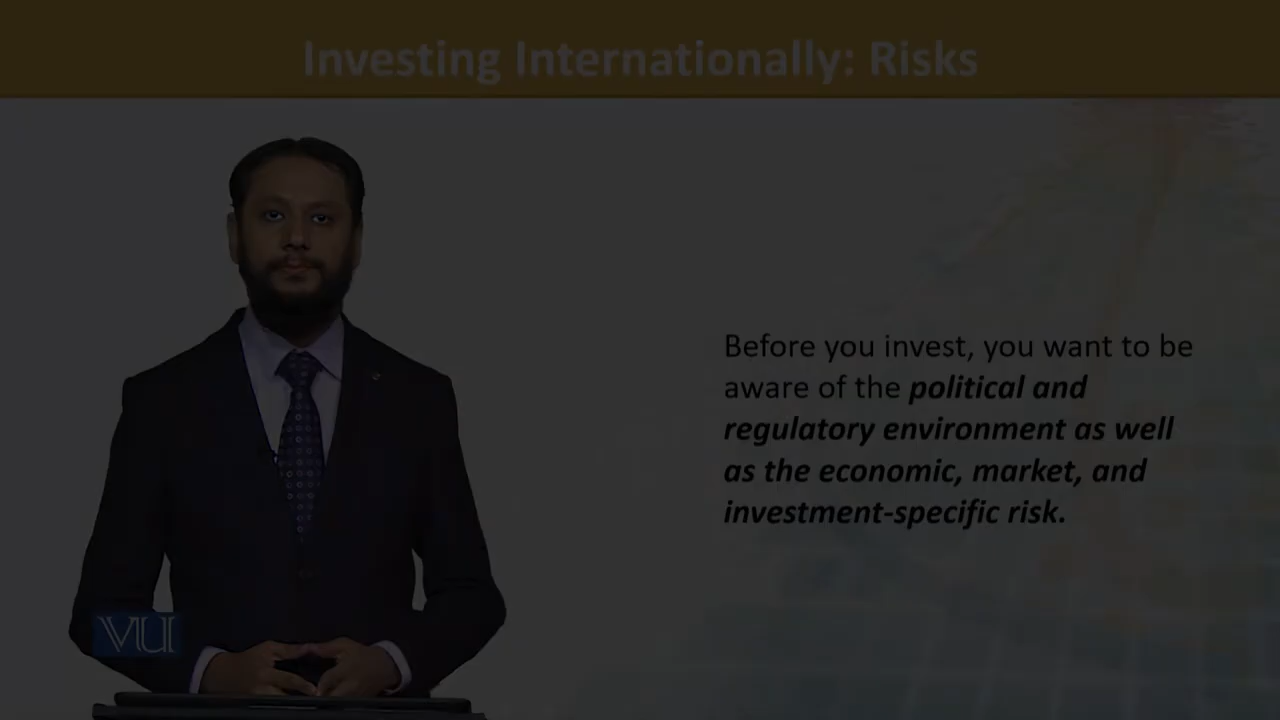 Investing Internationally: Risks
Before you invest, you want to be
aware of the political and
regulatory environment as well
as the economic, market, and
investment-specific risk.
VU